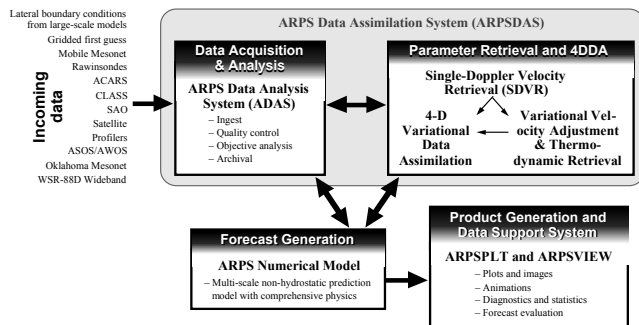 Lateral boundary conditions
from large-scale models
Gridded first guess
Mobile Mesonet
Rawinsondes
ACARS
CLASS
SAO
Satellite
Profilers
ASOS/AWOS
Oklahoma Mesonet
WSR-88D Wideband
Incoming
data
ARPS Data Assimilation System (ARPSDAS)
Data Acquisition
& Analysis
ARPS Data Analysis
System (ADAS)
– Ingest
– Quality control
– Objective analysis
– Archival
Parameter Retrieval and 4DDA
Single-Doppler Velocity
Retrieval (SDVR)
4-D
Variational
Data
Assimilation
Variational Vel-
ocity Adjustment
& Thermo-
dynamic Retrieval
Forecast Generation
ARPS Numerical Model
– Multi-scale non-hydrostatic prediction
model with comprehensive physics
Product Generation and
Data Support System
ARPSPLT and ARPSVIEW
– Plots and images
– Animations
– Diagnostics and statistics
– Forecast evaluation